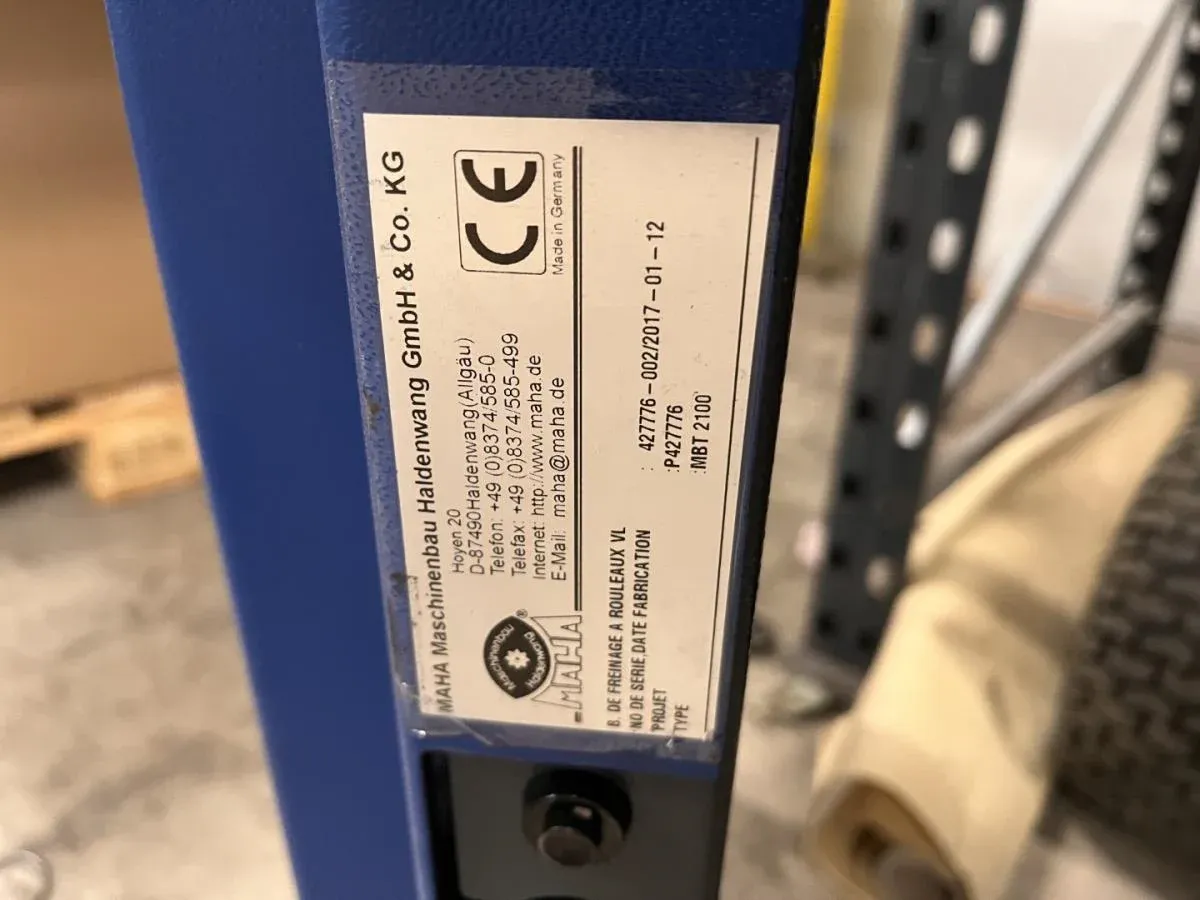 MAHA Maschinenbau Haldenwang GmbH & Co. KG
Hoyen 20
D-87490Haldenwang(Allgäu)
Telefon: +49 (0)8374/585-0
Telefax: +49 (0)8374/585-499
Internet: http://www.maha.de
E-Mail: maha@maha.de
CE
Made in Germany
Maschinenbau
Haldenwang
MAHA®
B. DE FREINAGE A ROULEAUX VL
NO DE SERIE,DATE FABRICATION : 427776-002/2017-01-12
PROJET :P427776
TYPE :MBT 2100